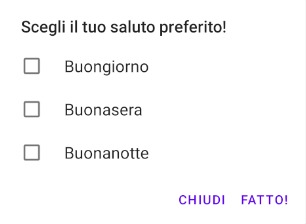 Scegli il tuo saluto preferito!
Buongiorno
Buonasera
Buonanotte
CHIUDI FATTO!